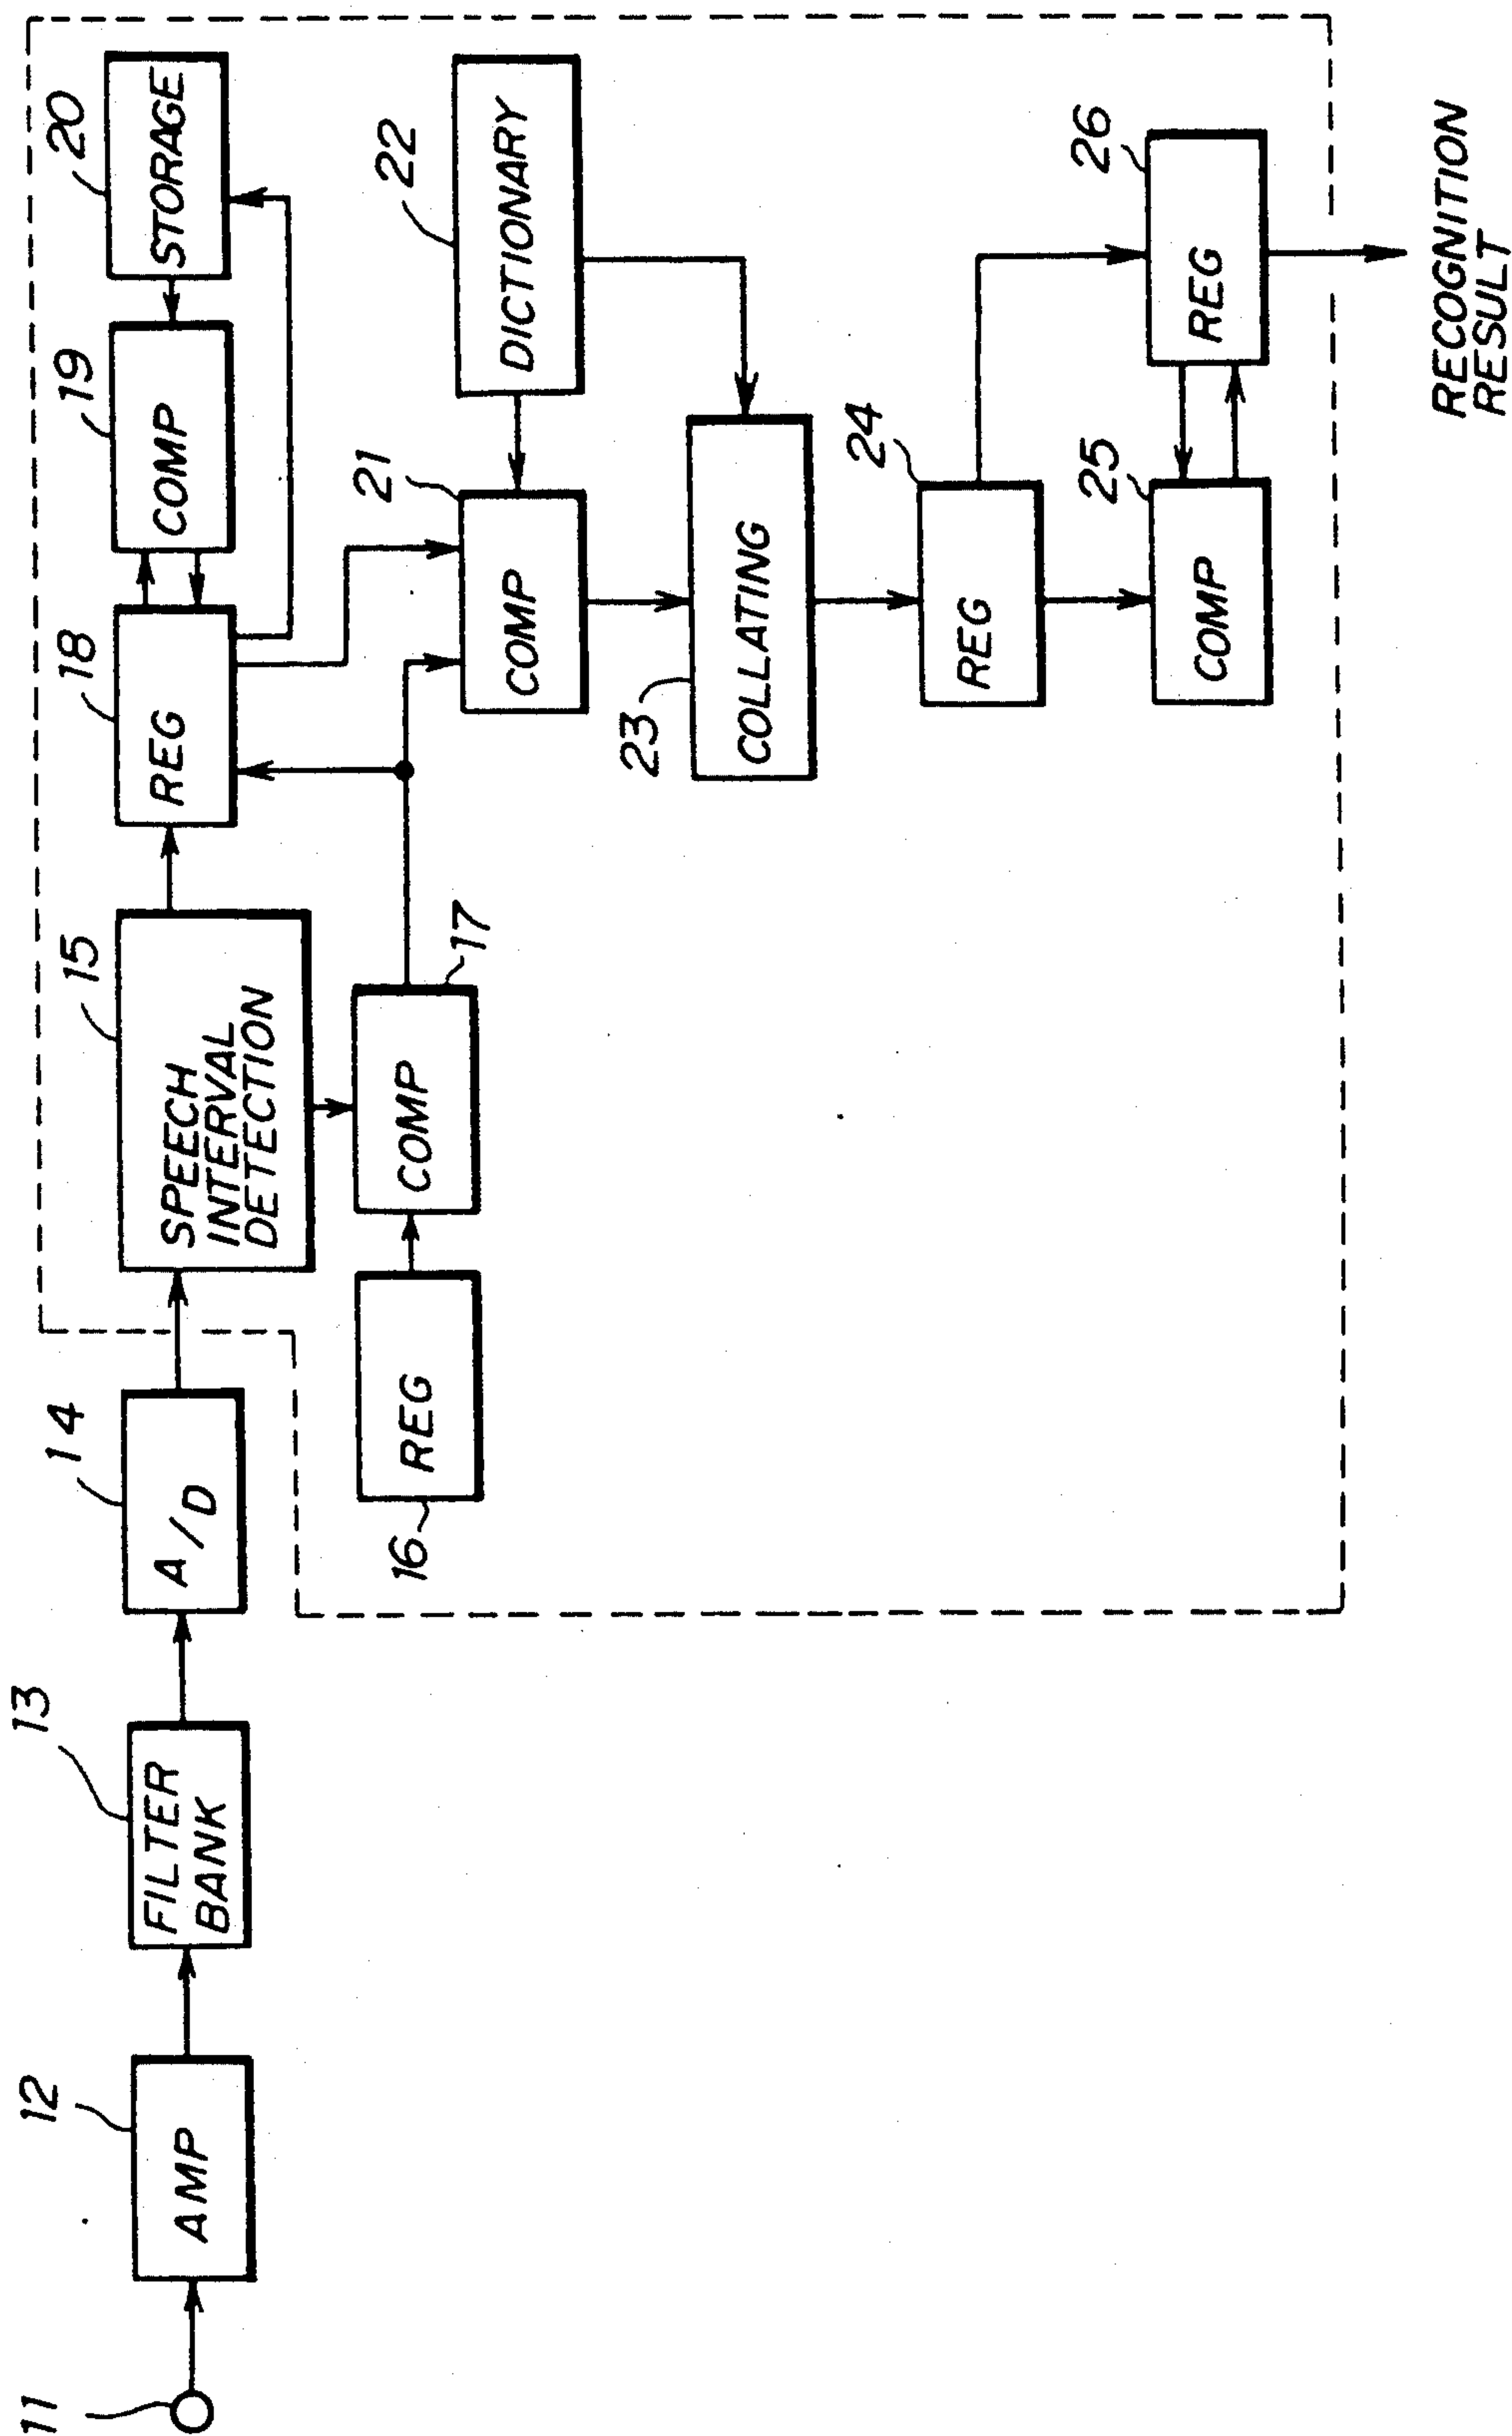 11
12
AMP
13
FILTER
BANK
14
A/D
15
SPEECH
INTERVAL
DETECTION
16
REG
17
COMP
18
REG
19
COMP
20
STORAGE
21
COMP
22
DICTIONARY
23
COLLATING
24
REG
25
COMP
26
REG
RECOGNITION
RESULT